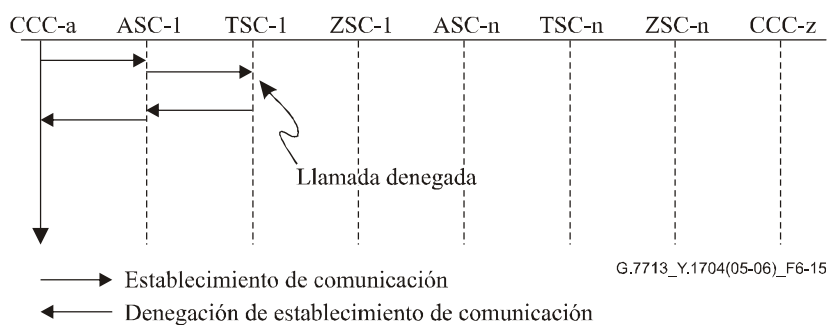 CCC-a ASC-1 TSC-1 ZSC-1 ASC-n TSC-n ZSC-n CCC-z
Llamada denegada
G.7713_Y.1704(05-06)_F6-15
Establecimiento de comunicación
Denegación de establecimiento de comunicación